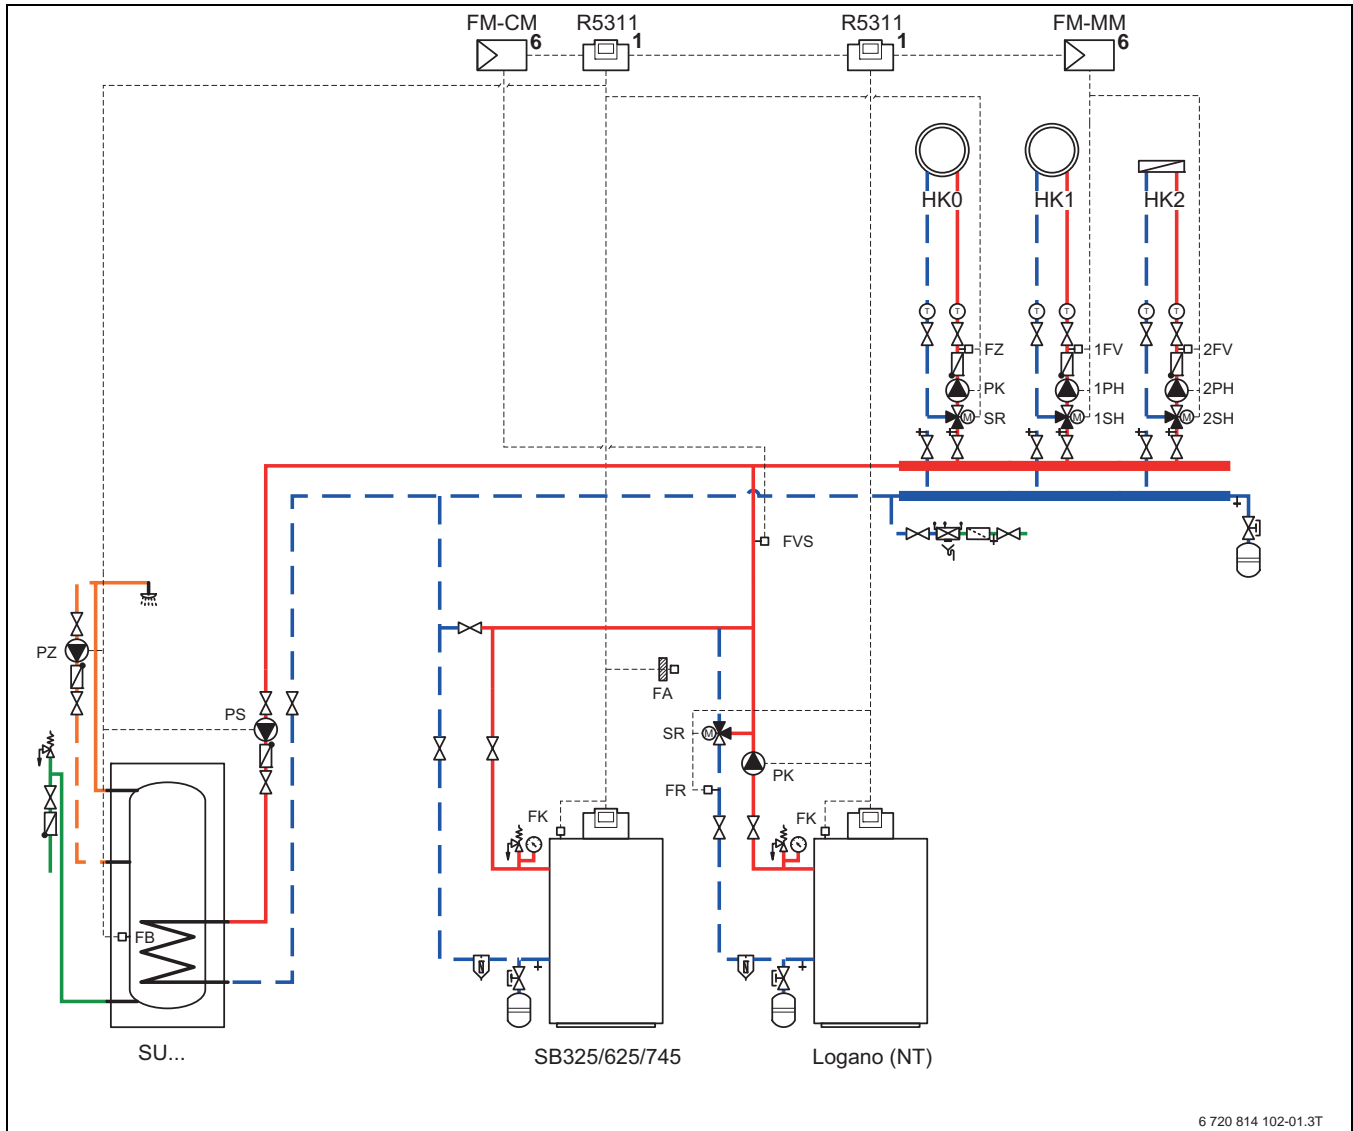 FM-CM
6
R5311
1
R5311
1
FM-MM
6
HK0
HK1
HK2
T
T
T
T
T
T
FZ
1FV
2FV
PK
1PH
2PH
M
SR
M
1SH
M
2SH
FVS
PZ
FA
PS
SR
M
PK
FR
FK
FK
FB
SU...
SB325/625/745
Logano (NT)
6 720 814 102-01.3T